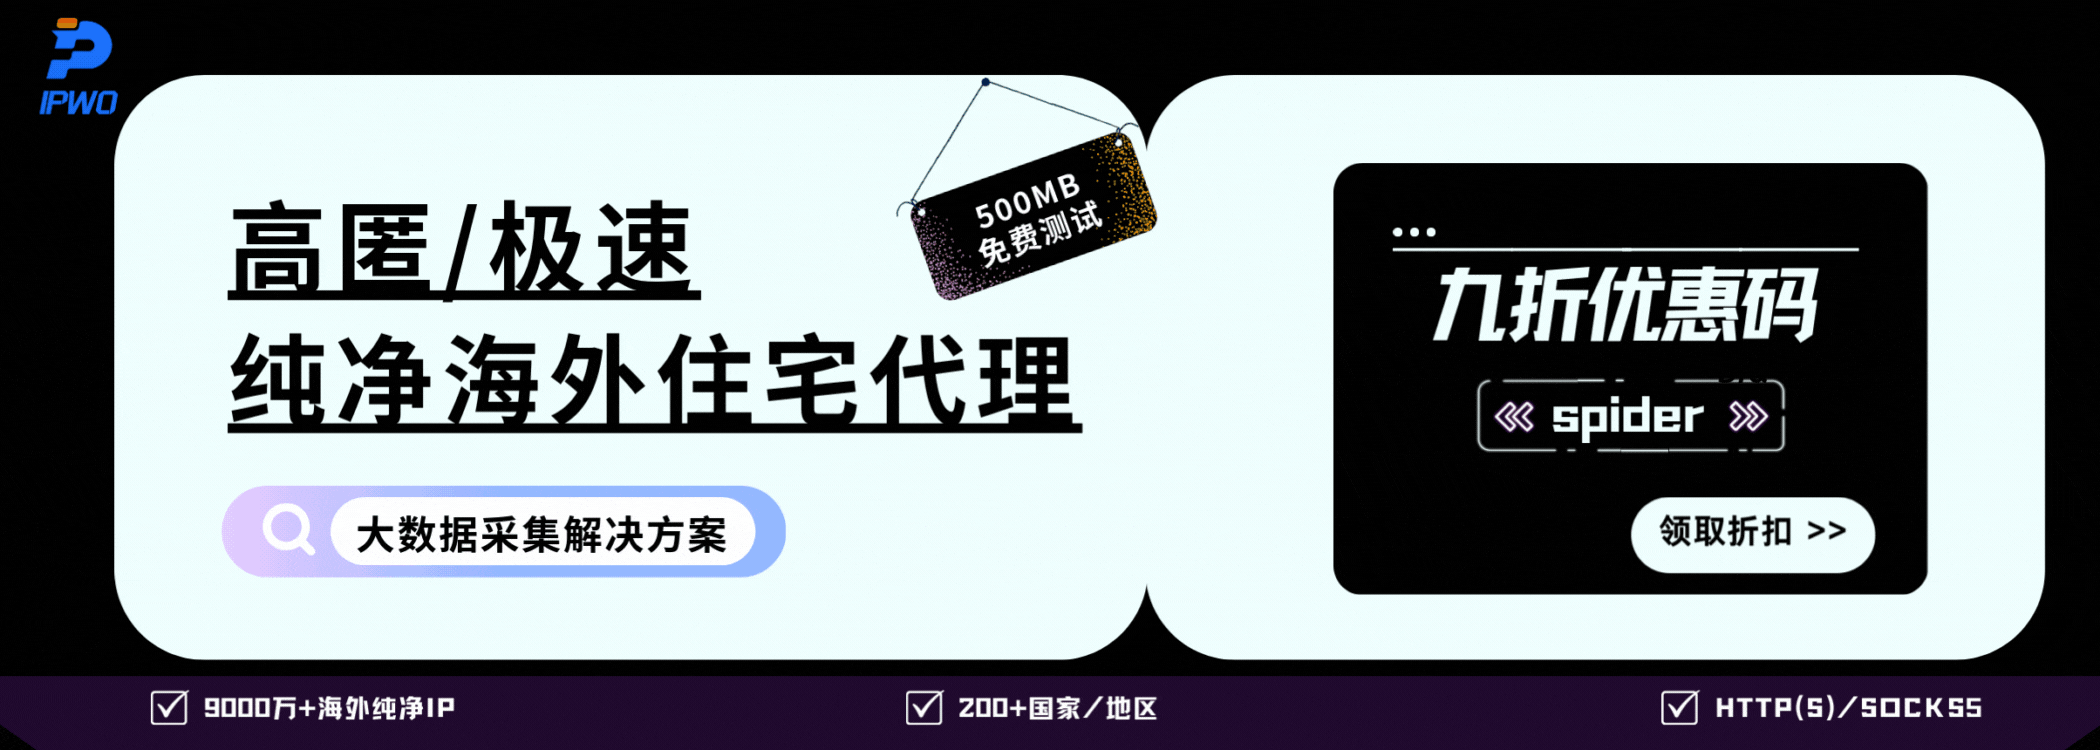 IPWO
500MB
免费测试
高匿/极速
纯净海外住宅代理
大数据采集解决方案
九折优惠码
spider
领取折扣 >>
9000万+海外纯净IP
200+国家/地区
HTTP(S)/SOCKS5